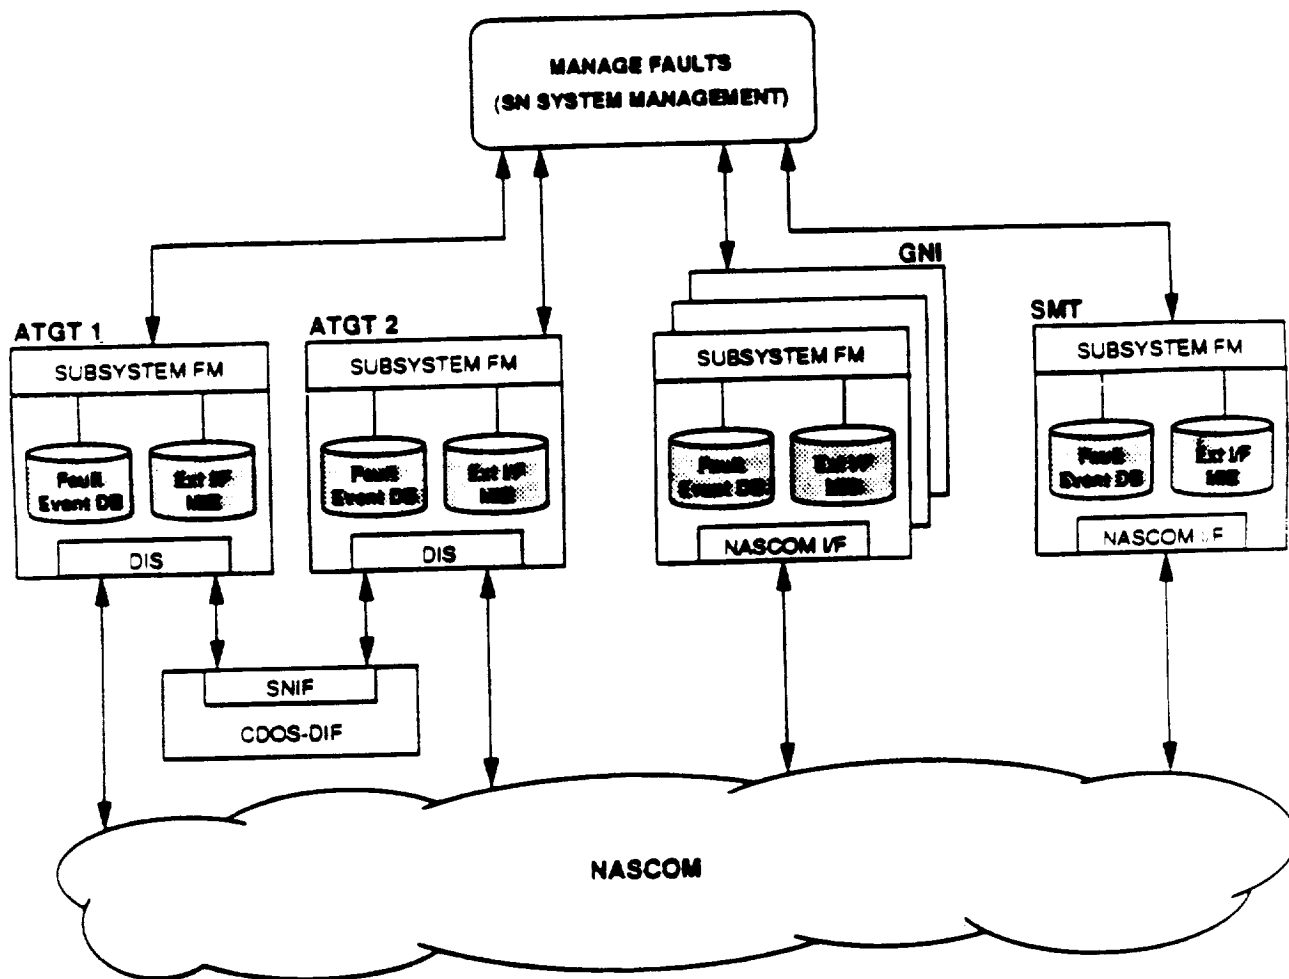 MANAGE FAULTS
(SN SYSTEM MANAGEMENT)
GNI
SMT
ATGT 1
ATGT 2
SUBSYSTEM FM
SUBSYSTEM FM
SUBSYSTEM FM
SUBSYSTEM FM
Fault
Event DB
Ext I/F
MIB
Fault
Event DB
Ext I/F
MIB
Fault
Event DB
Ext I/F
MIB
Fault
Event DB
Ext I/F
MIB
DIS
DIS
NASCOM I/F
NASCOM I/F
SNIF
CDOS-DIF
NASCOM